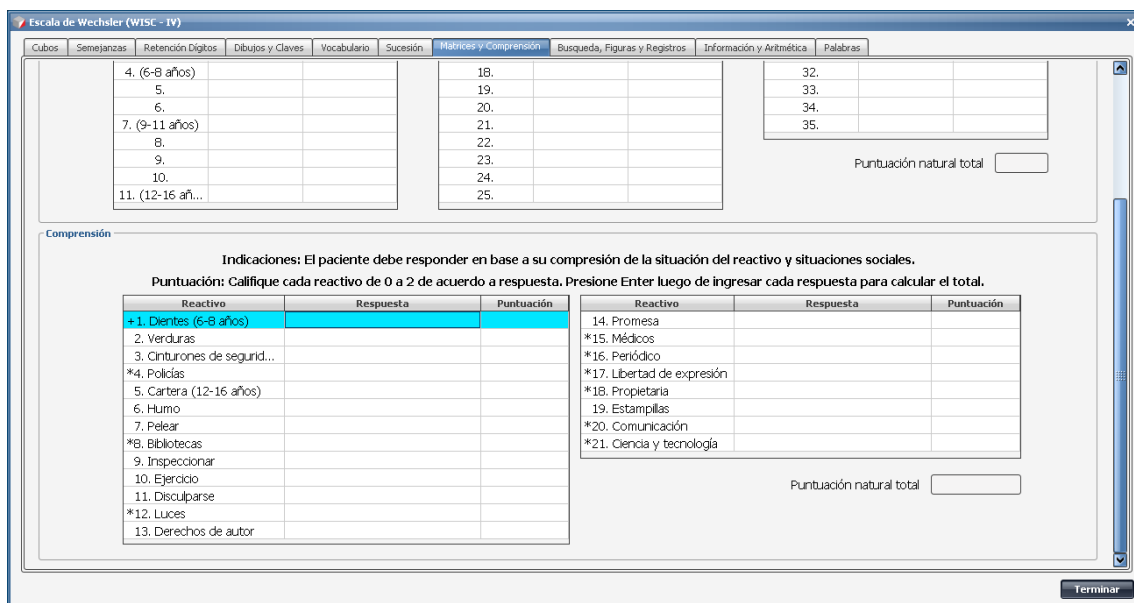 Escala de Wechsler (WISC - IV)
Cubos Semejanzas Retención Dígitos Dibujos y Claves Vocabulario Sucesión Matrices y Comprensión Busqueda, Figuras y Registros Información y Aritmética Palabras
4. (6-8 años)
5.
6.
7. (9-11 años)
8.
9.
10.
11. (12-16 añ...
18.
19.
20.
21.
22.
23.
24.
25.
32.
33.
34.
35.
Puntuación natural total
Comprensión
Indicaciones: El paciente debe responder en base a su compresión de la situación del reactivo y situaciones sociales.
Puntuación: Califique cada reactivo de 0 a 2 de acuerdo a respuesta. Presione Enter luego de ingresar cada respuesta para calcular el total.
Reactivo Respuesta Puntuación
+1. Dientes (6-8 años)
2. Verduras
3. Cinturones de segurid...
*4. Policías
5. Cartera (12-16 años)
6. Humo
7. Pelear
*8. Bibliotecas
9. Inspeccionar
10. Ejercicio
11. Disculparse
*12. Luces
13. Derechos de autor
Reactivo Respuesta Puntuación
14. Promesa
*15. Médicos
*16. Periódico
*17. Libertad de expresión
*18. Propietaria
19. Estampillas
*20. Comunicación
*21. Ciencia y tecnología
Puntuación natural total
Terminar